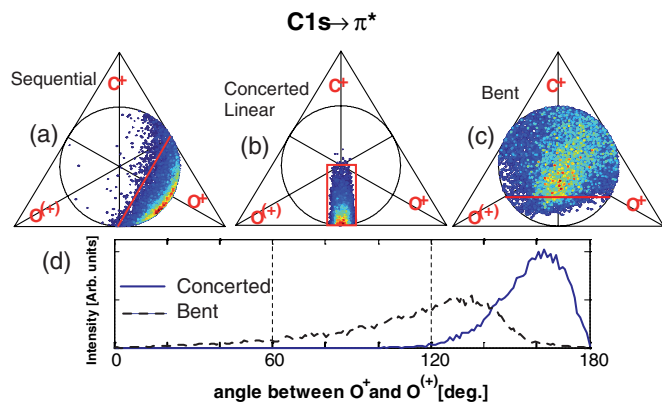 C1s→π*
Sequential
Concerted
Linear
Bent
(a)
(b)
(c)
C⁺
C⁺
C⁺
O⁽⁺⁾
O⁺
O⁽⁺⁾
O⁺
O⁽⁺⁾
O⁺
(d)
Concerted
Bent
Intensity [Arb. units]
0 60 120 180
angle between O⁺ and O⁽⁺⁾[deg.]